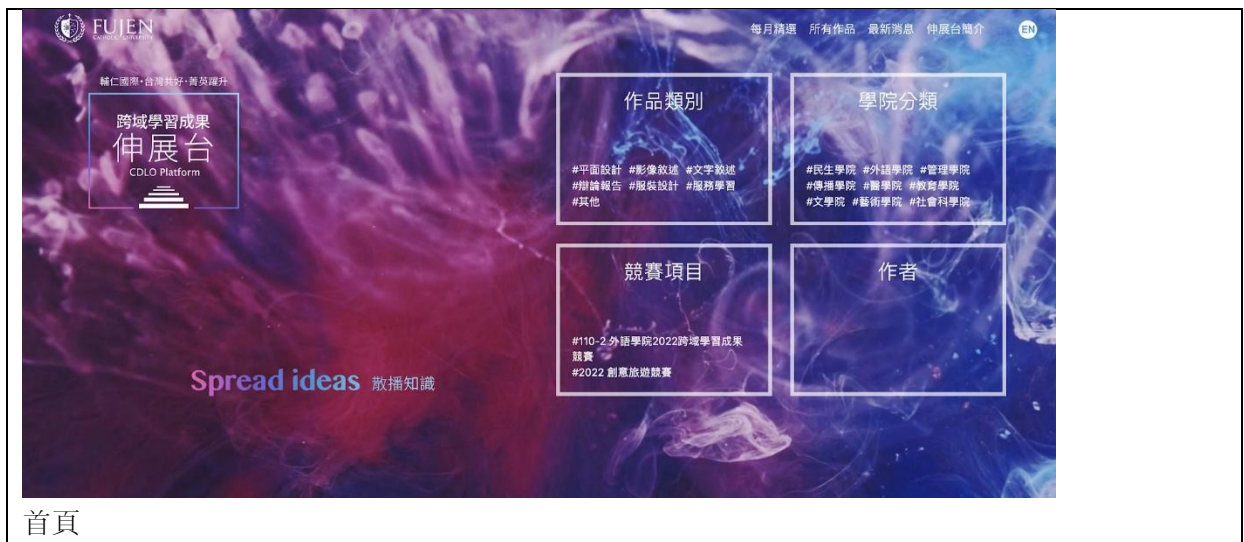 FUJEN
CATHOLIC UNIVERSITY
每月精選 所有作品 最新消息 伸展台簡介 EN
輔仁國際•台灣共好•菁英躍升
跨域學習成果
伸展台
CDLO Platform
作品類別
#平面設計 #影像敘述 #文字敘述
#辯論報告 #服裝設計 #服務學習
#其他
學院分類
#民生學院 #外語學院 #管理學院
#傳播學院 #醫學院 #教育學院
#文學院 #藝術學院 #社會科學院
競賽項目
#110-2 外語學院2022跨域學習成果
競賽
#2022 創意旅遊競賽
作者
Spread ideas 散播知識
首頁